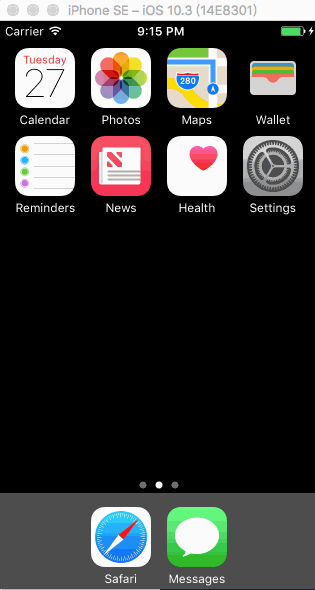 iPhone SE – iOS 10.3 (14E8301)
Carrier 9:15 PM
Tuesday
27
280
Calendar Photos Maps Wallet
Reminders News Health Settings
Safari Messages